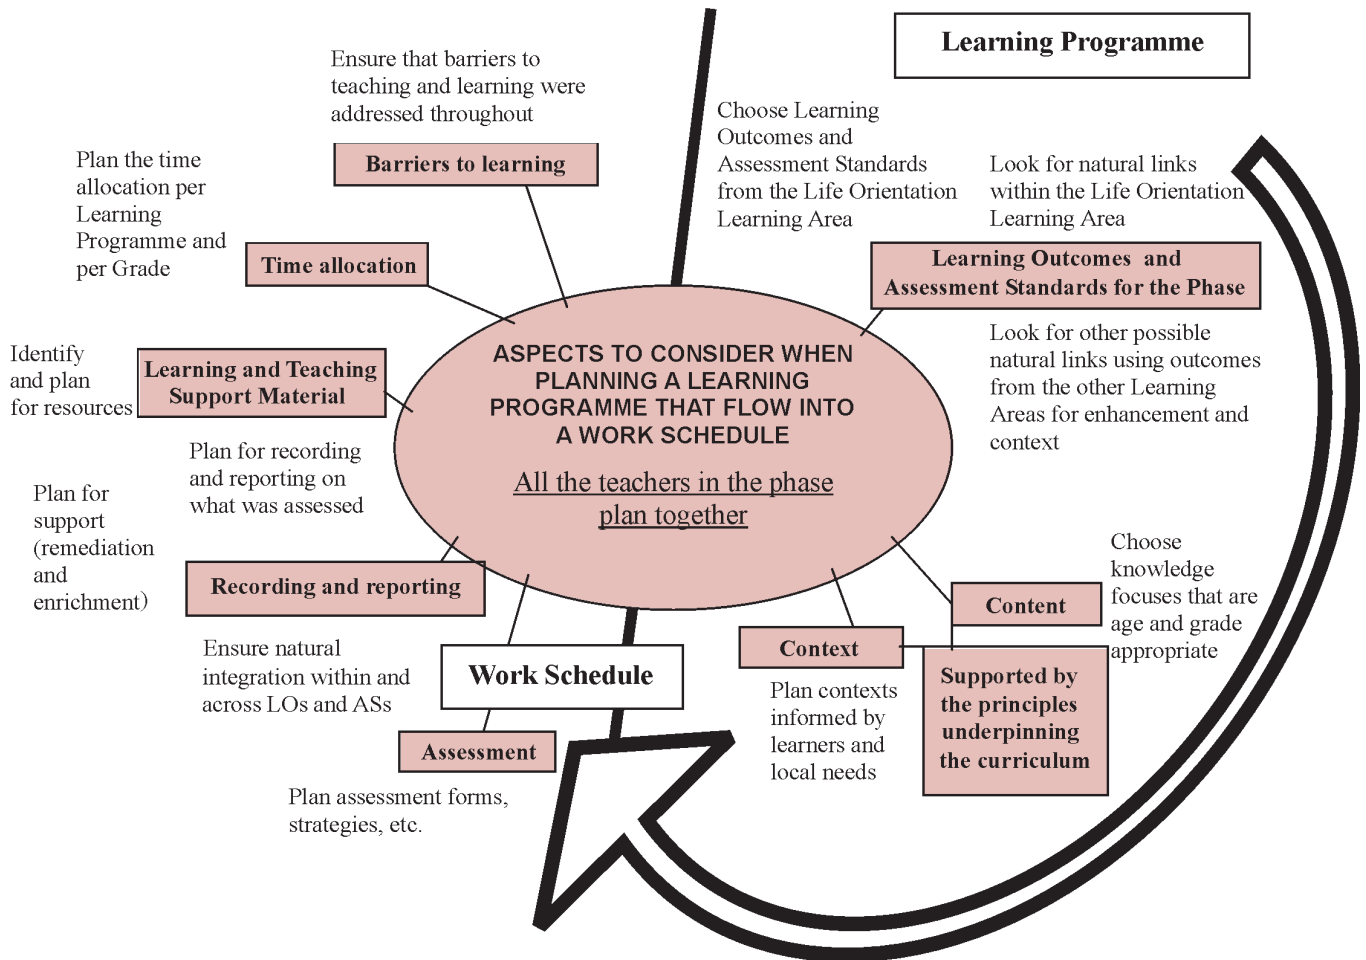 Learning Programme
Ensure that barriers to
teaching and learning were
addressed throughout
Barriers to learning
Plan the time
allocation per
Learning
Programme and
per Grade
Time allocation
Choose Learning
Outcomes and
Assessment Standards
from the Life Orientation
Learning Area
Look for natural links
within the Life Orientation
Learning Area
Learning Outcomes and
Assessment Standards for the Phase
Look for other possible
natural links using outcomes
from the other Learning
Areas for enhancement and
context
Identify
and plan
for resources
Learning and Teaching
Support Material
ASPECTS TO CONSIDER WHEN
PLANNING A LEARNING
PROGRAMME THAT FLOW INTO
A WORK SCHEDULE
All the teachers in the phase
plan together
Plan for recording
and reporting on
what was assessed
Plan for
support
(remediation
and
enrichment)
Recording and reporting
Choose
knowledge
focuses that are
age and grade
appropriate
Content
Context
Supported by
the principles
underpinning
the curriculum
Plan contexts
informed by
learners and
local needs
Ensure natural
integration within and
across LOs and ASs
Work Schedule
Assessment
Plan assessment forms,
strategies, etc.